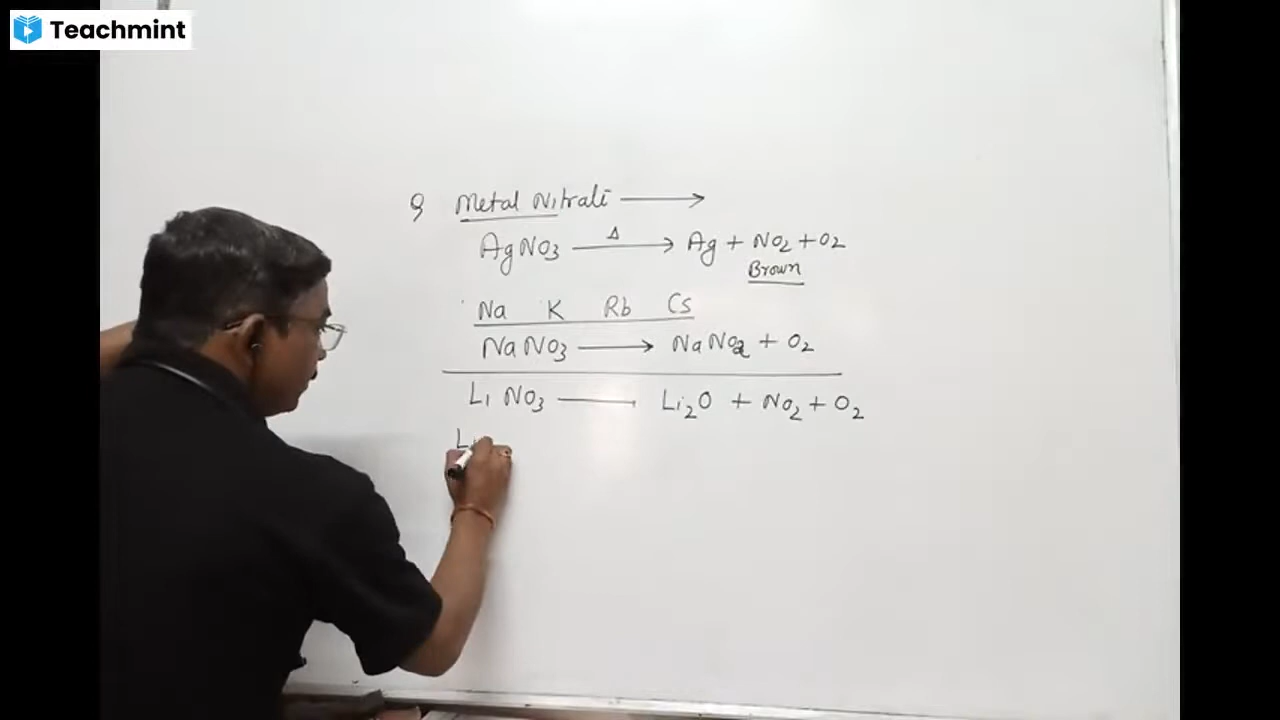 Teachmint
9 Metal Nitrate ⟶
AgNO3 —Δ→ Ag + NO2 + O2
Brown
Na K Rb Cs
NaNO3 ⟶ NaNO2 + O2
Li NO3 — Li2O + NO2 + O2